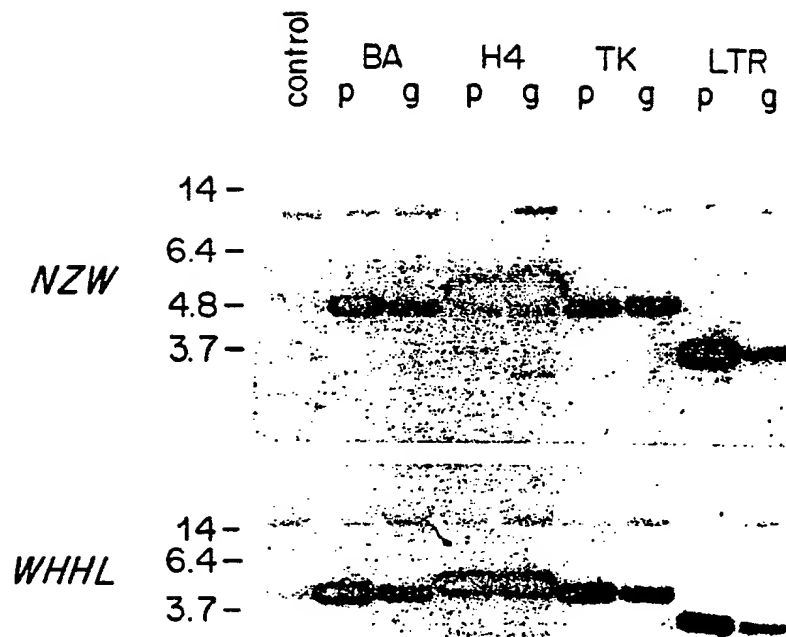 control BA H4 TK LTR
p g p g p g p g
14 –
6.4 –
NZW
4.8 –
3.7 –
14 –
6.4 –
WHHL
3.7 –